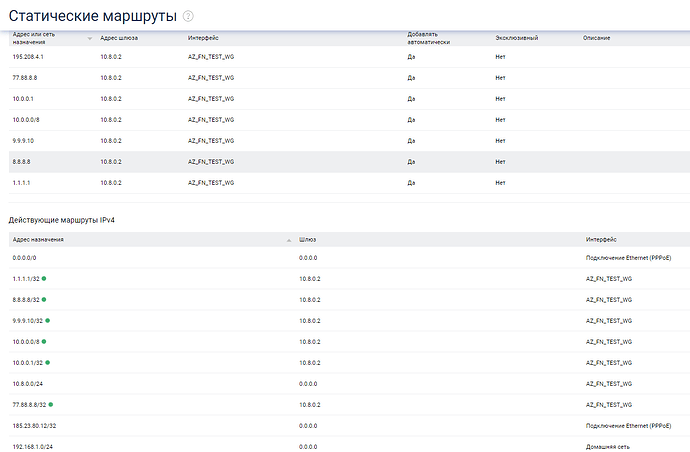 Статические маршруты ?
Адрес или сеть назначения Адрес шлюза Интерфейс Добавлять автоматически Эксклюзивный Описание
195.208.4.1 10.8.0.2 AZ_FN_TEST_WG Да Нет
77.88.8.8 10.8.0.2 AZ_FN_TEST_WG Да Нет
10.0.0.1 10.8.0.2 AZ_FN_TEST_WG Да Нет
10.0.0.0/8 10.8.0.2 AZ_FN_TEST_WG Да Нет
9.9.9.10 10.8.0.2 AZ_FN_TEST_WG Да Нет
8.8.8.8 10.8.0.2 AZ_FN_TEST_WG Да Нет
1.1.1.1 10.8.0.2 AZ_FN_TEST_WG Да Нет
Действующие маршруты IPv4
Адрес назначения Шлюз Интерфейс
0.0.0.0/0 0.0.0.0 Подключение Ethernet (PPPoE)
1.1.1.1/32 10.8.0.2 AZ_FN_TEST_WG
8.8.8.8/32 10.8.0.2 AZ_FN_TEST_WG
9.9.9.10/32 10.8.0.2 AZ_FN_TEST_WG
10.0.0.0/8 10.8.0.2 AZ_FN_TEST_WG
10.0.0.1/32 10.8.0.2 AZ_FN_TEST_WG
10.8.0.0/24 0.0.0.0 AZ_FN_TEST_WG
77.88.8.8/32 10.8.0.2 AZ_FN_TEST_WG
185.23.80.12/32 0.0.0.0 Подключение Ethernet (PPPoE)
192.168.1.0/24 0.0.0.0 Домашняя сеть